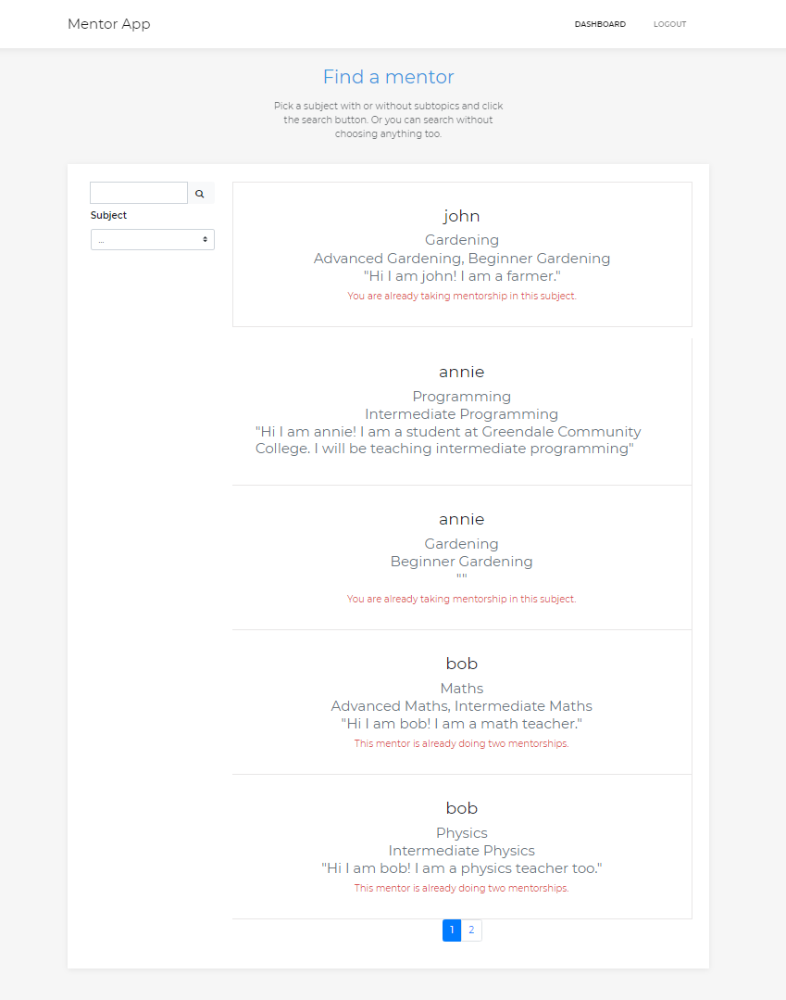 Mentor App
DASHBOARD
LOGOUT
Find a mentor
Pick a subject with or without subtopics and click
the search button. Or you can search without
choosing anything too.
Subject
...
john
Gardening
Advanced Gardening, Beginner Gardening
"Hi I am john! I am a farmer."
You are already taking mentorship in this subject.
annie
Programming
Intermediate Programming
"Hi I am annie! I am a student at Greendale Community
College. I will be teaching intermediate programming"
annie
Gardening
Beginner Gardening
""
You are already taking mentorship in this subject.
bob
Maths
Advanced Maths, Intermediate Maths
"Hi I am bob! I am a math teacher."
This mentor is already doing two mentorships.
bob
Physics
Intermediate Physics
"Hi I am bob! I am a physics teacher too."
This mentor is already doing two mentorships.
1 2